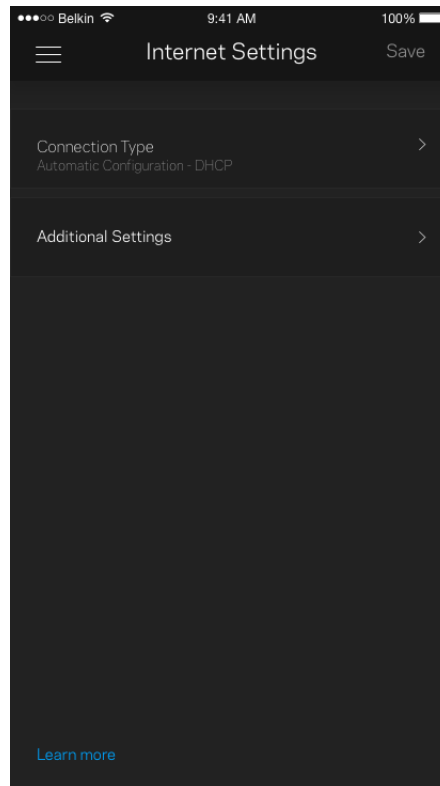 Belkin 9:41 AM 100%
Internet Settings Save
Connection Type
Automatic Configuration - DHCP
Additional Settings
Learn more